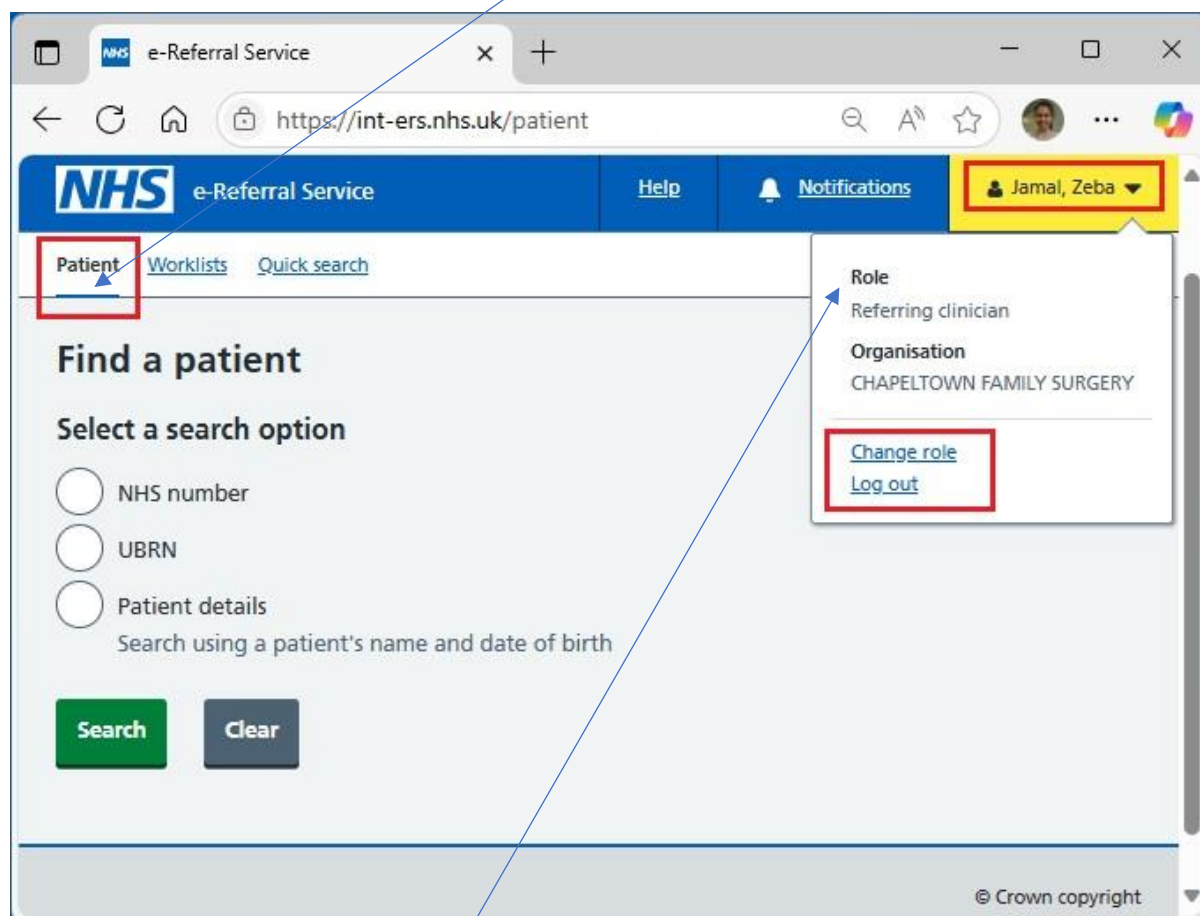 NHS e-Referral Service
https://int-ers.nhs.uk/patient
NHS e-Referral Service Help Notifications Jamal, Zeba
Patient Worklists Quick search
Role
Referring clinician
Organisation
CHAPELTOWN FAMILY SURGERY
Change role
Log out
Find a patient
Select a search option
NHS number
UBRN
Patient details
Search using a patient's name and date of birth
Search Clear
© Crown copyright